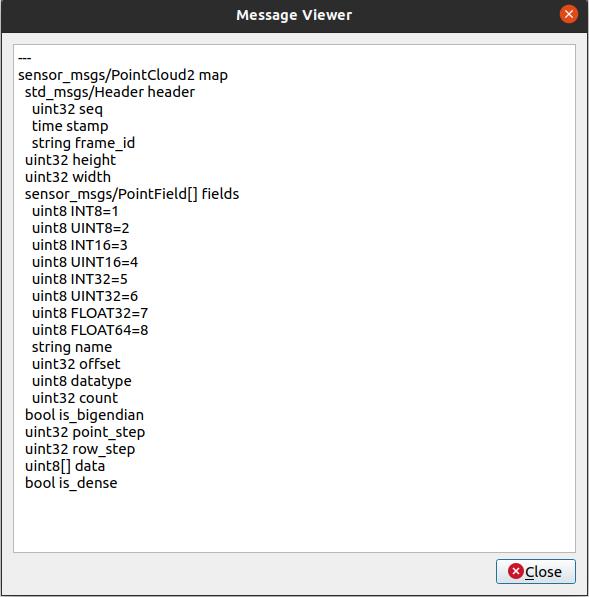 Message Viewer
---
sensor_msgs/PointCloud2 map
std_msgs/Header header
uint32 seq
time stamp
string frame_id
uint32 height
uint32 width
sensor_msgs/PointField[] fields
uint8 INT8=1
uint8 UINT8=2
uint8 INT16=3
uint8 UINT16=4
uint8 INT32=5
uint8 UINT32=6
uint8 FLOAT32=7
uint8 FLOAT64=8
string name
uint32 offset
uint8 datatype
uint32 count
bool is_bigendian
uint32 point_step
uint32 row_step
uint8[] data
bool is_dense
Close